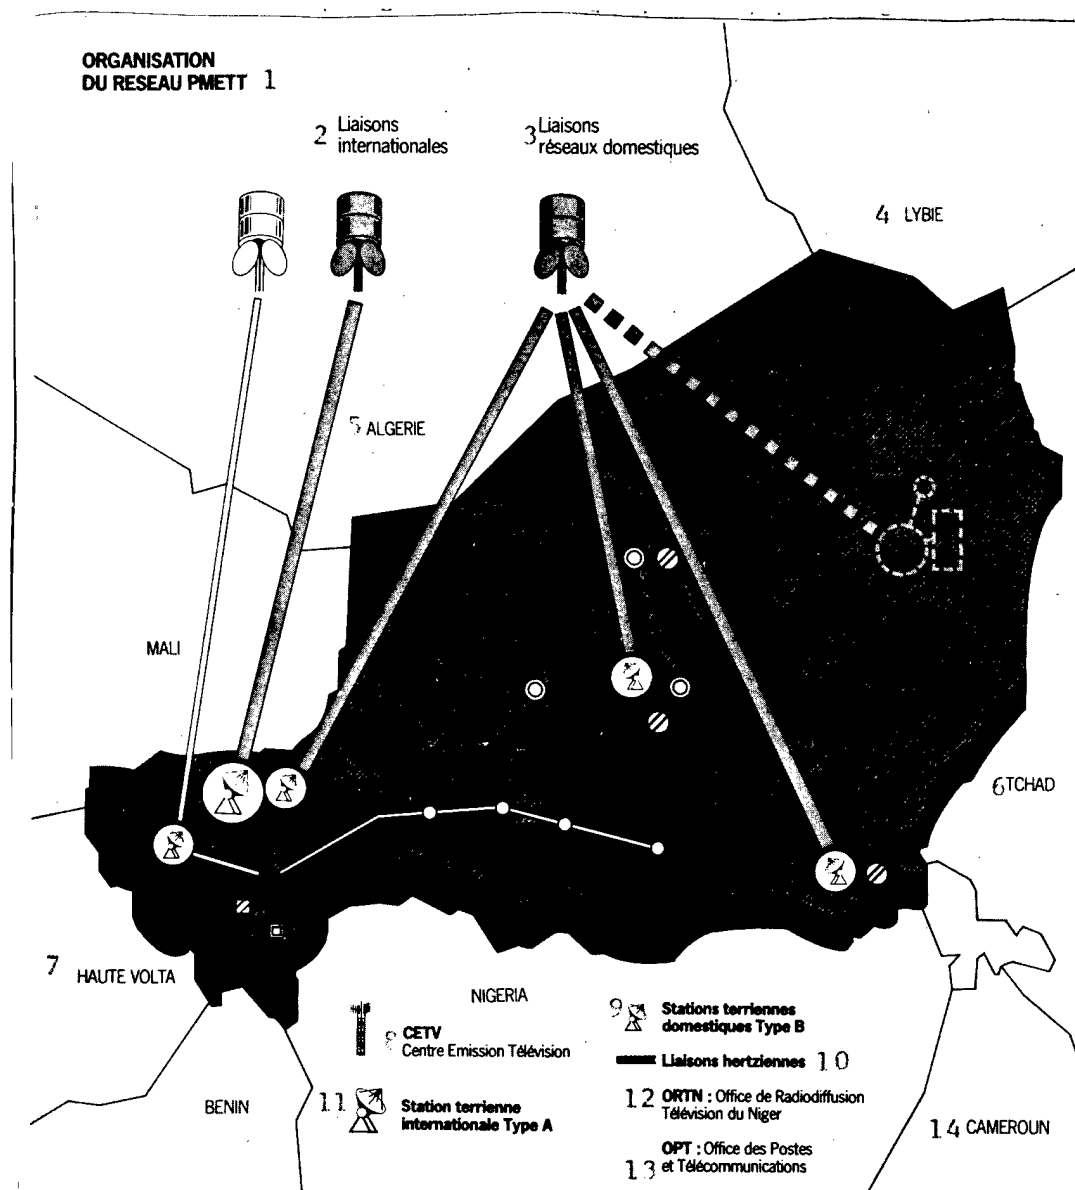 ORGANISATION
DU RESEAU PMETT 1
2 Liaisons
internationales
3 Liaisons
réseaux domestiques
4 LYBIE
5 ALGERIE
MALI
6 TCHAD
7 HAUTE VOLTA
NIGERIA
8 CETV
Centre Emission Télévision
9 Stations terriennes
domestiques Type B
Liaisons hertziennes 10
BENIN
11 Station terrienne
internationale Type A
12 ORTN : Office de Radiodiffusion
Télévision du Niger
OPT : Office des Postes
13 et Télécommunications
14 CAMEROUN